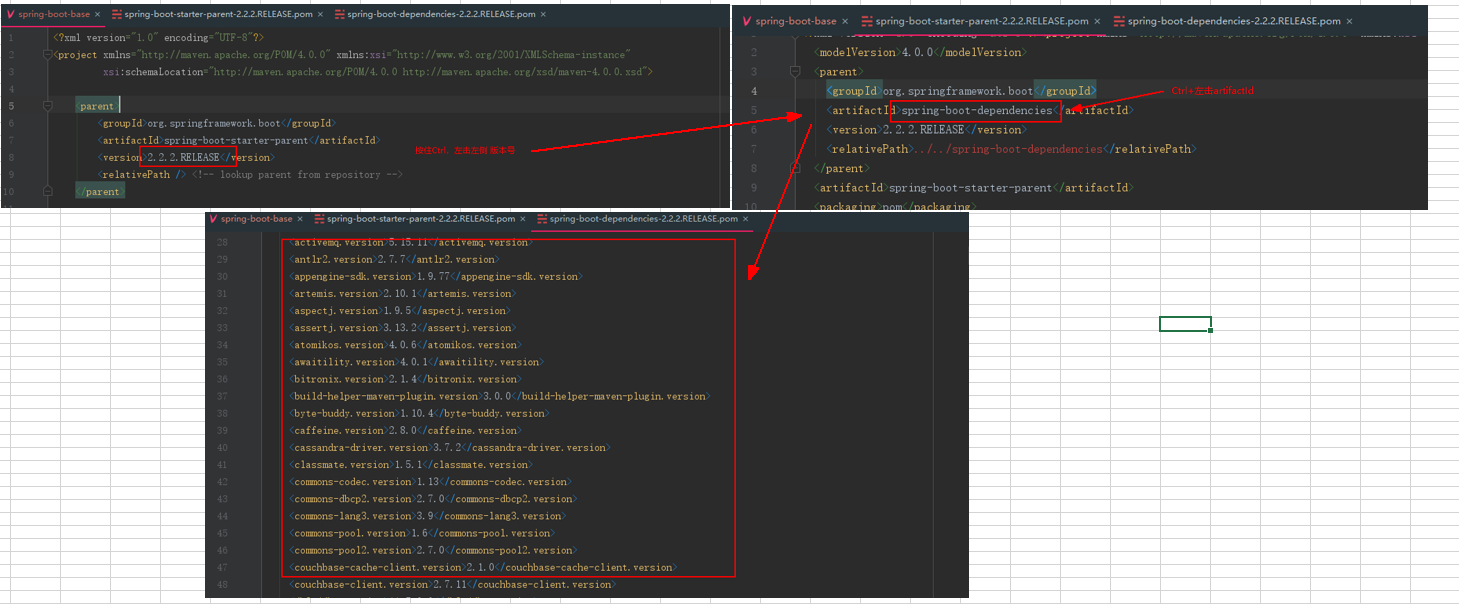 spring-boot-base × spring-boot-starter-parent-2.2.2.RELEASE.pom × spring-boot-dependencies-2.2.2.RELEASE.pom ×
1 <?xml version="1.0" encoding="UTF-8"?>
2 <project xmlns="http://maven.apache.org/POM/4.0.0" xmlns:xsi="http://www.w3.org/2001/XMLSchema-instance"
3 xsi:schemaLocation="http://maven.apache.org/POM/4.0.0 http://maven.apache.org/xsd/maven-4.0.0.xsd">
4
5 <parent>
6 <groupId>org.springframework.boot</groupId>
7 <artifactId>spring-boot-starter-parent</artifactId>
8 <version>2.2.2.RELEASE</version>
9 <relativePath /> <!-- lookup parent from repository -->
10 </parent>
按住Ctrl，左击左侧 版本号
spring-boot-base × spring-boot-starter-parent-2.2.2.RELEASE.pom × spring-boot-dependencies-2.2.2.RELEASE.pom ×
2 <modelVersion>4.0.0</modelVersion>
3 <parent>
4 <groupId>org.springframework.boot</groupId>
Ctrl+左击artifactId
5 <artifactId>spring-boot-dependencies</artifactId>
6 <version>2.2.2.RELEASE</version>
7 <relativePath>../../spring-boot-dependencies</relativePath>
8 </parent>
9 <artifactId>spring-boot-starter-parent</artifactId>
10 <packaging>pom</packaging>
spring-boot-base × spring-boot-starter-parent-2.2.2.RELEASE.pom × spring-boot-dependencies-2.2.2.RELEASE.pom ×
28 <activemq.version>5.15.11</activemq.version>
29 <antlr2.version>2.7.7</antlr2.version>
30 <appengine-sdk.version>1.9.77</appengine-sdk.version>
31 <artemis.version>2.10.1</artemis.version>
32 <aspectj.version>1.9.5</aspectj.version>
33 <assertj.version>3.13.2</assertj.version>
34 <atomikos.version>4.0.6</atomikos.version>
35 <awaitility.version>4.0.1</awaitility.version>
36 <bitronix.version>2.1.4</bitronix.version>
37 <build-helper-maven-plugin.version>3.0.0</build-helper-maven-plugin.version>
38 <byte-buddy.version>1.10.4</byte-buddy.version>
39 <caffeine.version>2.8.0</caffeine.version>
40 <cassandra-driver.version>3.7.2</cassandra-driver.version>
41 <classmate.version>1.5.1</classmate.version>
42 <commons-codec.version>1.13</commons-codec.version>
43 <commons-dbcp2.version>2.7.0</commons-dbcp2.version>
44 <commons-lang3.version>3.9</commons-lang3.version>
45 <commons-pool.version>1.6</commons-pool.version>
46 <commons-pool2.version>2.7.0</commons-pool2.version>
47 <couchbase-cache-client.version>2.1.0</couchbase-cache-client.version>
48 <couchbase-client.version>2.7.11</couchbase-client.version>